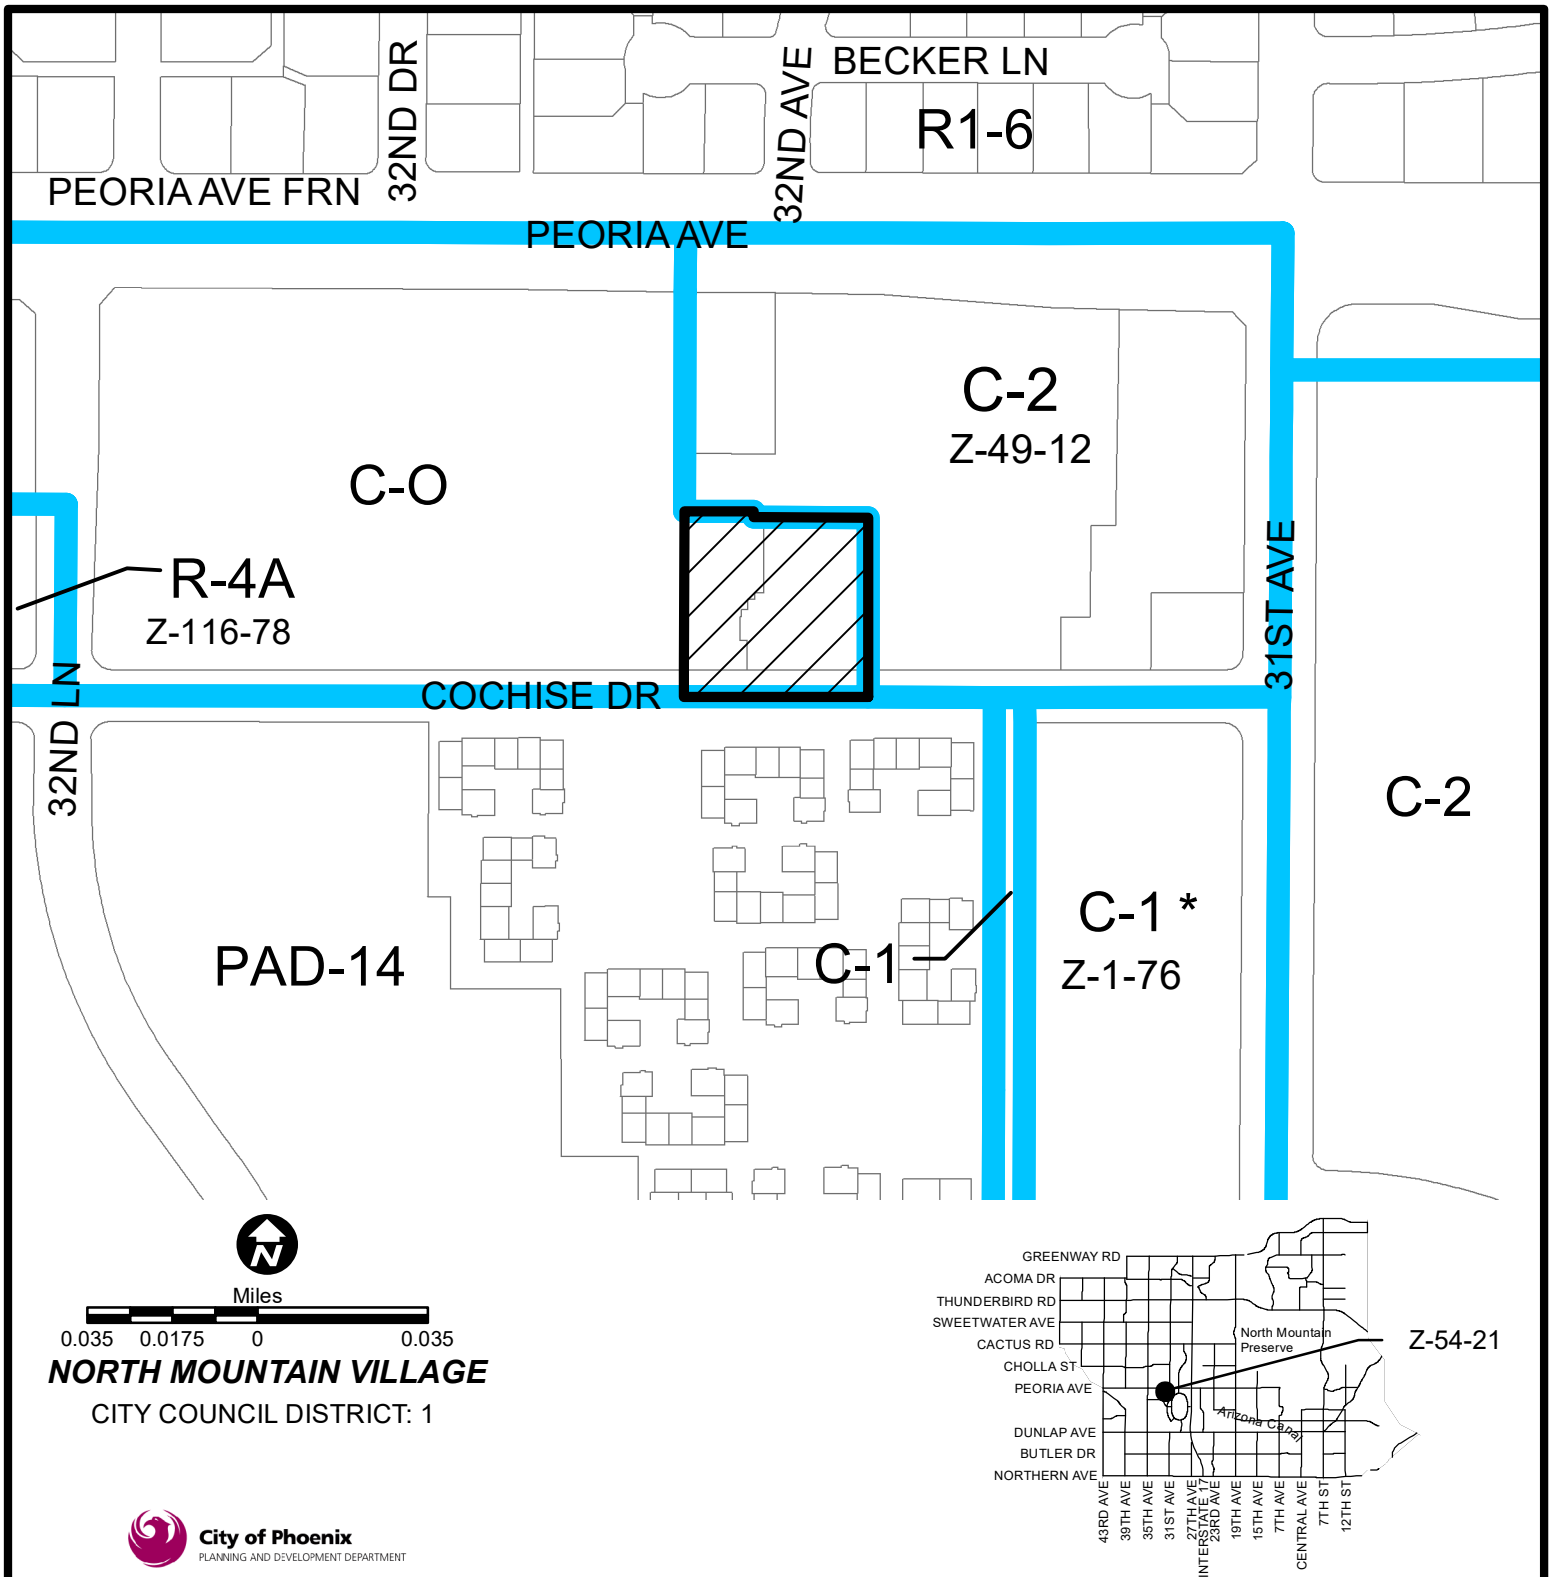 BECKER LN
32ND DR
32ND AVE
R1-6
PEORIA AVE FRN
PEORIA AVE
C-2
Z-49-12
C-O
R-4A
Z-116-78
31ST AVE
32ND LN
COCHISE DR
C-2
C-1 *
Z-1-76
C-1
PAD-14
N
Miles
0.035 0.0175 0 0.035
NORTH MOUNTAIN VILLAGE
CITY COUNCIL DISTRICT: 1
City of Phoenix
PLANNING AND DEVELOPMENT DEPARTMENT
GREENWAY RD
ACOMA DR
THUNDERBIRD RD
SWEETWATER AVE
CACTUS RD
CHOLLA ST
PEORIA AVE
DUNLAP AVE
BUTLER DR
NORTHERN AVE
North Mountain
Preserve
Z-54-21
Arizona Canal
43RD AVE
39TH AVE
35TH AVE
31ST AVE
27TH AVE
INTERSTATE 17
23RD AVE
19TH AVE
15TH AVE
7TH AVE
CENTRAL AVE
7TH ST
12TH ST